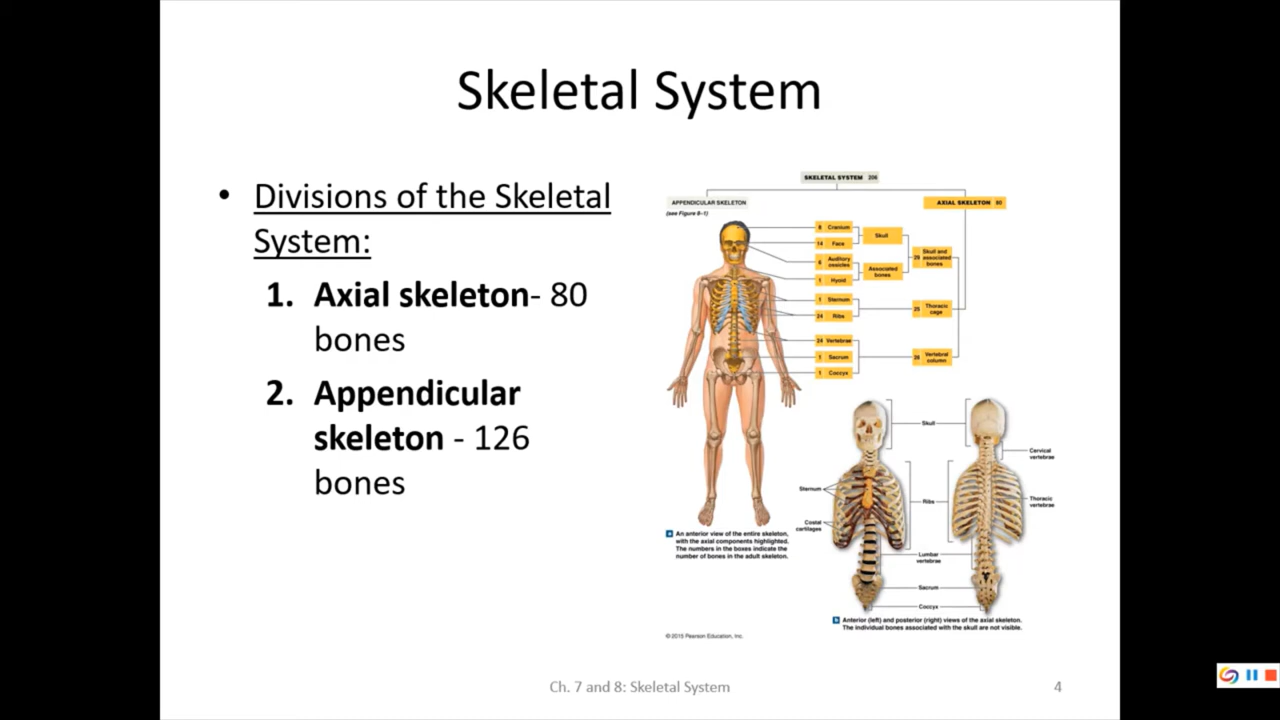 Skeletal System
• Divisions of the Skeletal
System:
1. Axial skeleton- 80
bones
2. Appendicular
skeleton - 126
bones
SKELETAL SYSTEM 206
APPENDICULAR SKELETON
(see Figure 8–1)
AXIAL SKELETON 80
8 Cranium
14 Face
Skull
6 Auditory
ossicles
1 Hyoid
Associated
bones
29 Skull and
associated
bones
1 Sternum
24 Ribs
25 Thoracic
cage
24 Vertebrae
1 Sacrum
1 Coccyx
26 Vertebral
column
a An anterior view of the entire skeleton,
with the axial components highlighted.
The numbers in the boxes indicate the
number of bones in the adult skeleton.
Skull
Cervical
vertebrae
Sternum
Ribs
Thoracic
vertebrae
Costal
cartilages
Lumbar
vertebrae
Sacrum
Coccyx
b Anterior (left) and posterior (right) views of the axial skeleton.
The individual bones associated with the skull are not visible.
© 2015 Pearson Education, Inc.
Ch. 7 and 8: Skeletal System
4